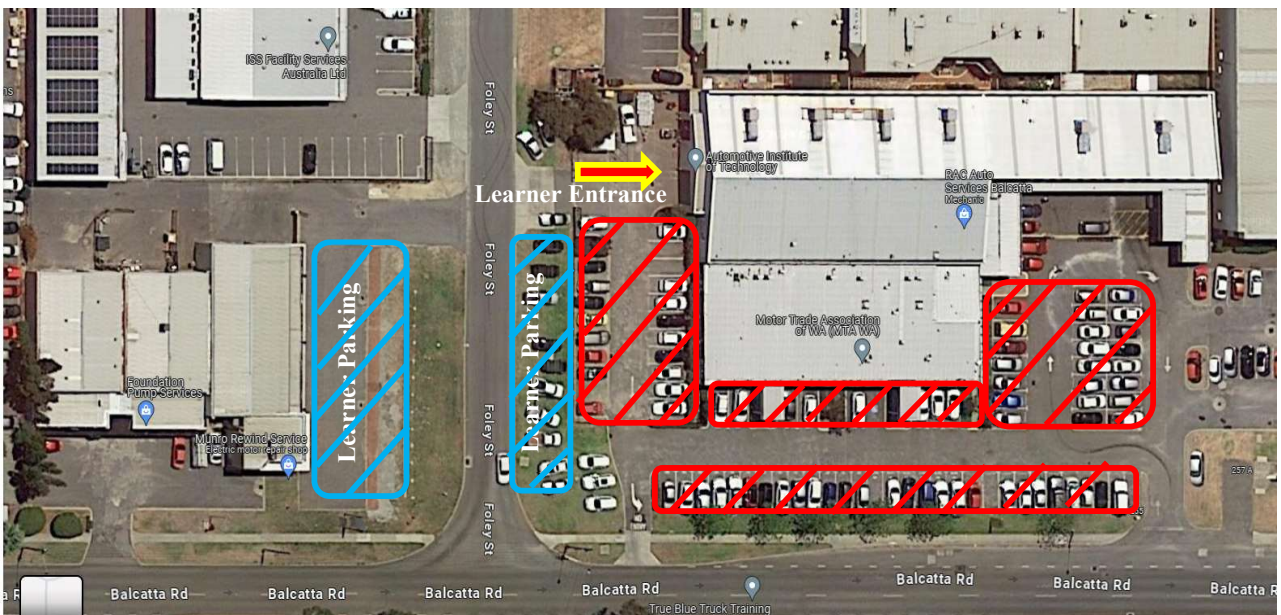 ISS Facility Services
Australia Ltd
Foley St
Automotive Institute
of Technology
Learner Entrance
RAC Auto
Services Balcatta
Mechanic
Foley St
Learner Parking
Learner Parking
Motor Trade Association
of WA (MTA WA)
Foundation
Pump Services
Foley St
Munro Rewind Service
Electric motor repair shop
257A
NO
ENTRY
Foley St
Balcatta Rd
Balcatta Rd
Balcatta Rd
Balcatta Rd
Balcatta Rd
Balcatta Rd
Balcatta R
True Blue Truck Training